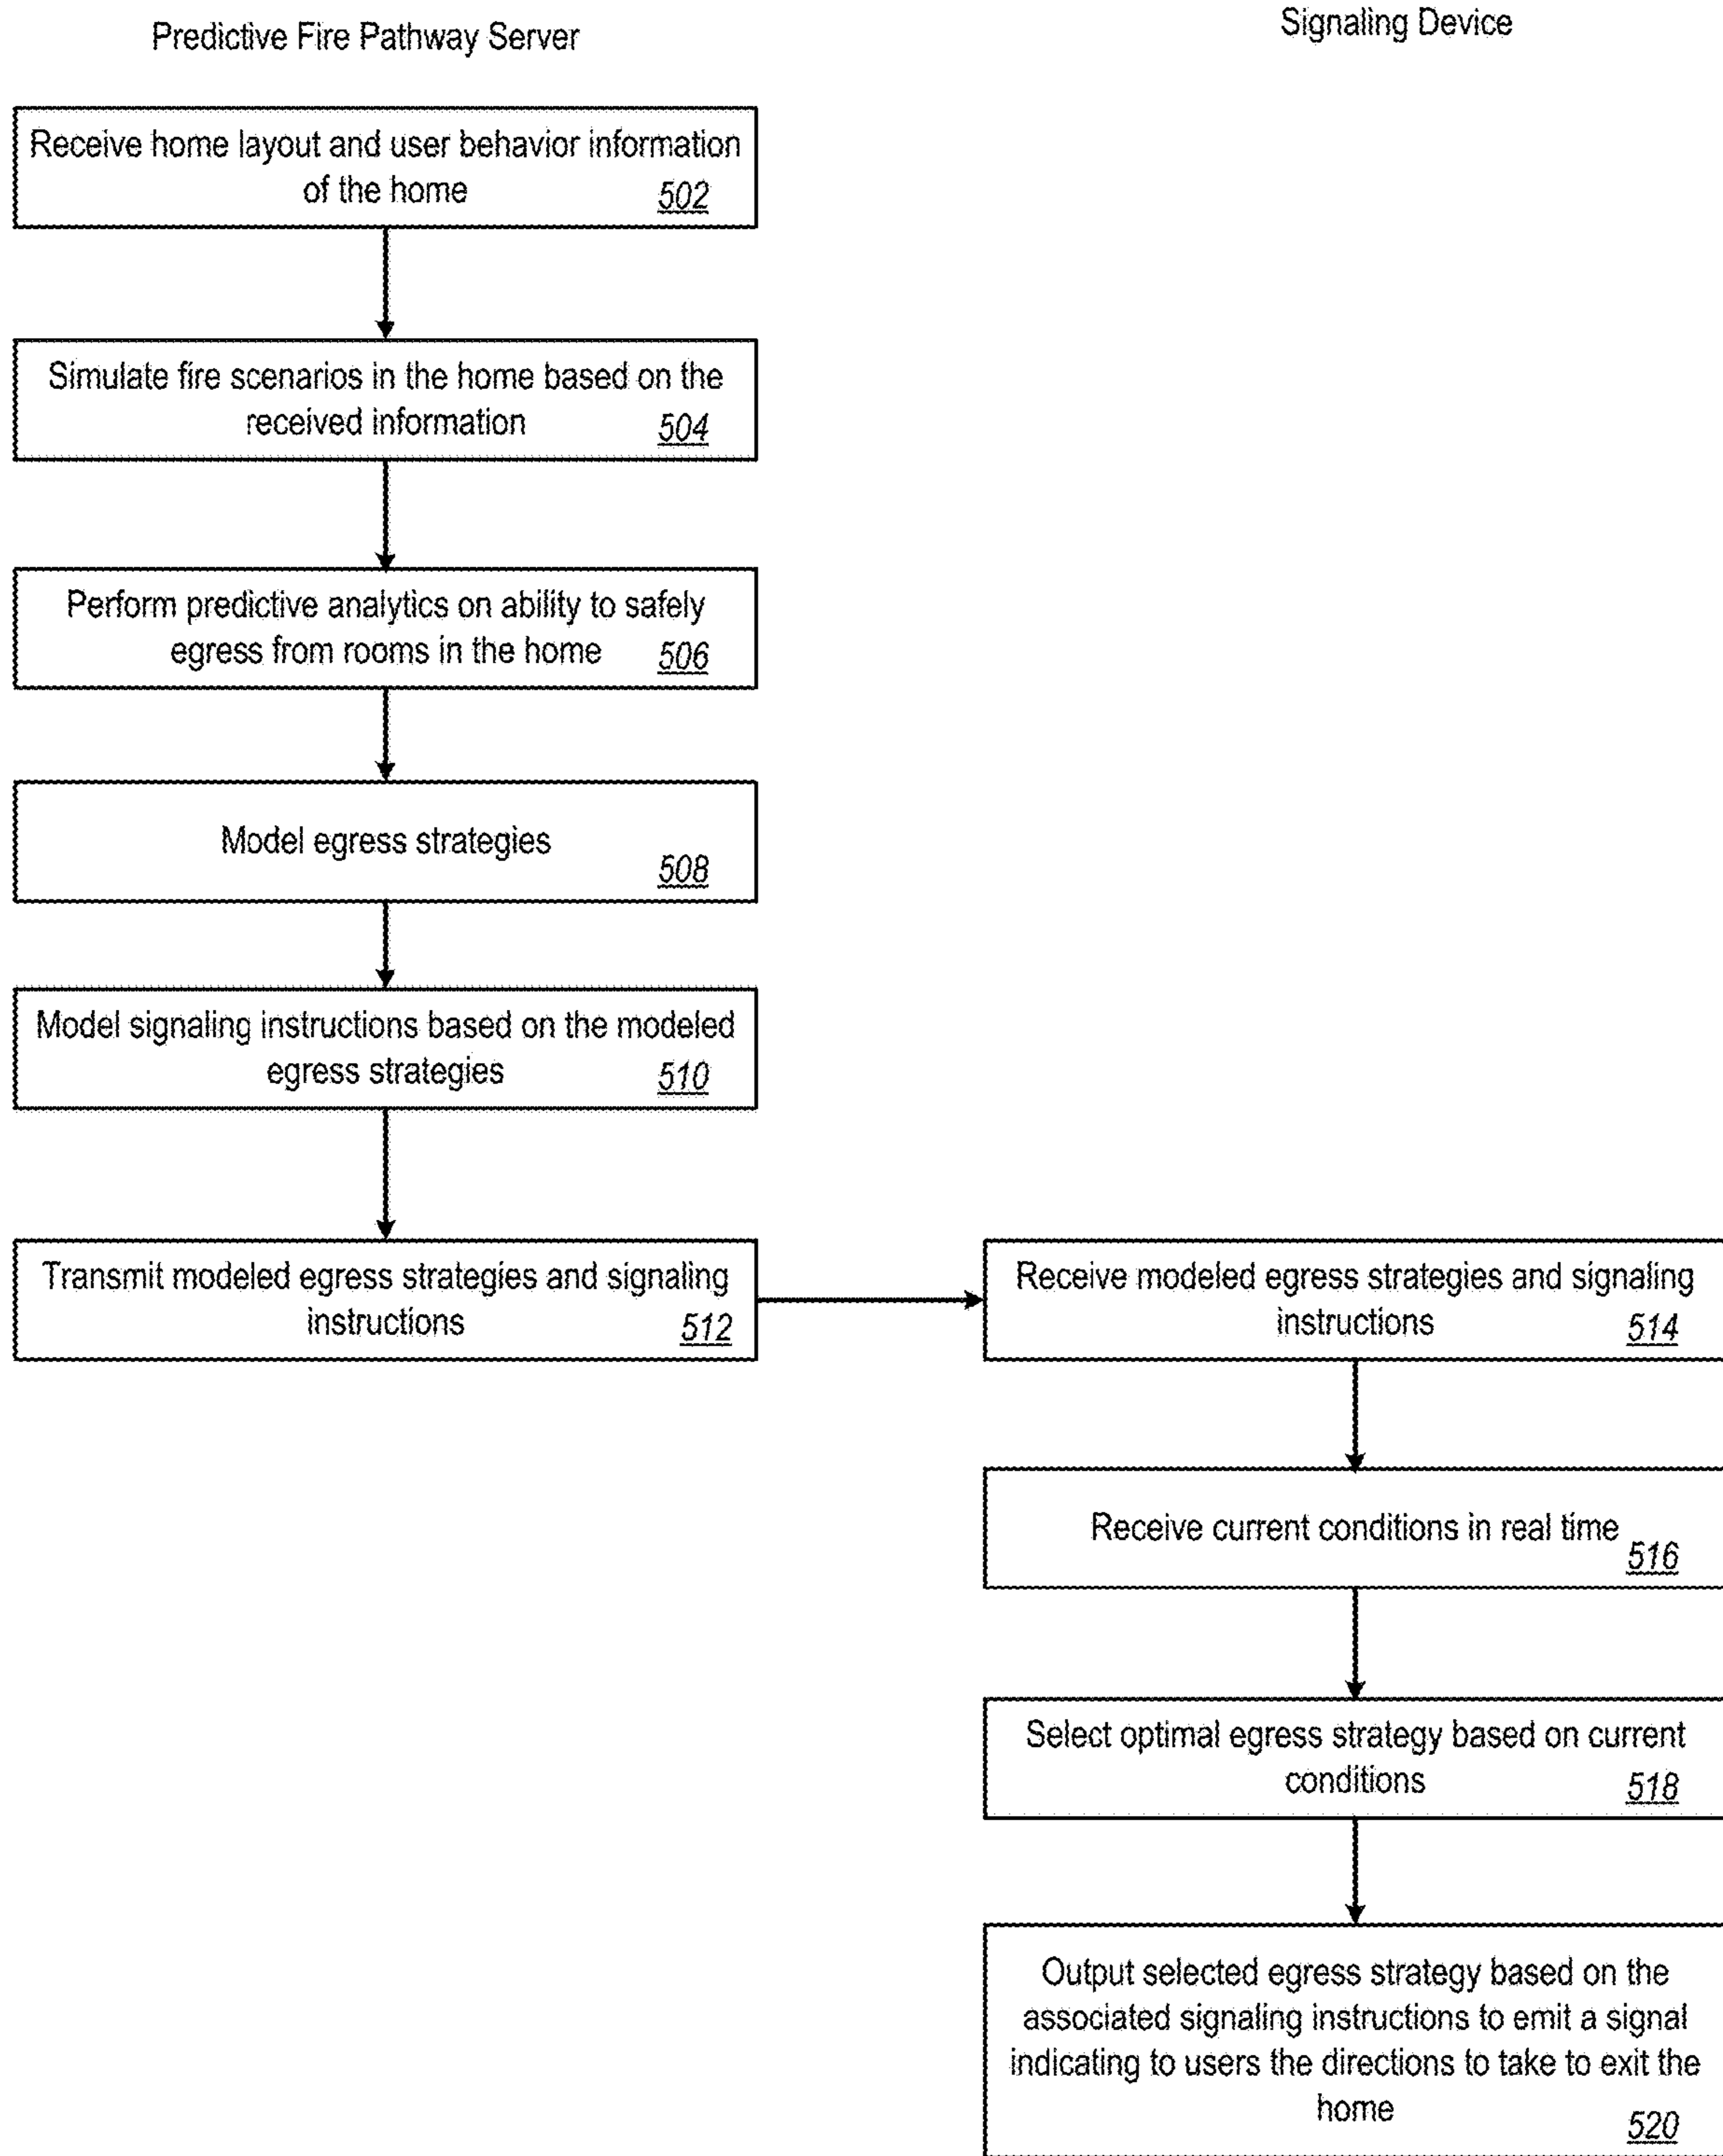 Predictive Fire Pathway Server
Signaling Device
Receive home layout and user behavior information
of the home 502
Simulate fire scenarios in the home based on the
received information 504
Perform predictive analytics on ability to safely
egress from rooms in the home 506
Model egress strategies
508
Model signaling instructions based on the modeled
egress strategies 510
Transmit modeled egress strategies and signaling
instructions 512
Receive modeled egress strategies and signaling
instructions 514
Receive current conditions in real time
516
Select optimal egress strategy based on current
conditions 518
Output selected egress strategy based on the
associated signaling instructions to emit a signal
indicating to users the directions to take to exit the
home 520